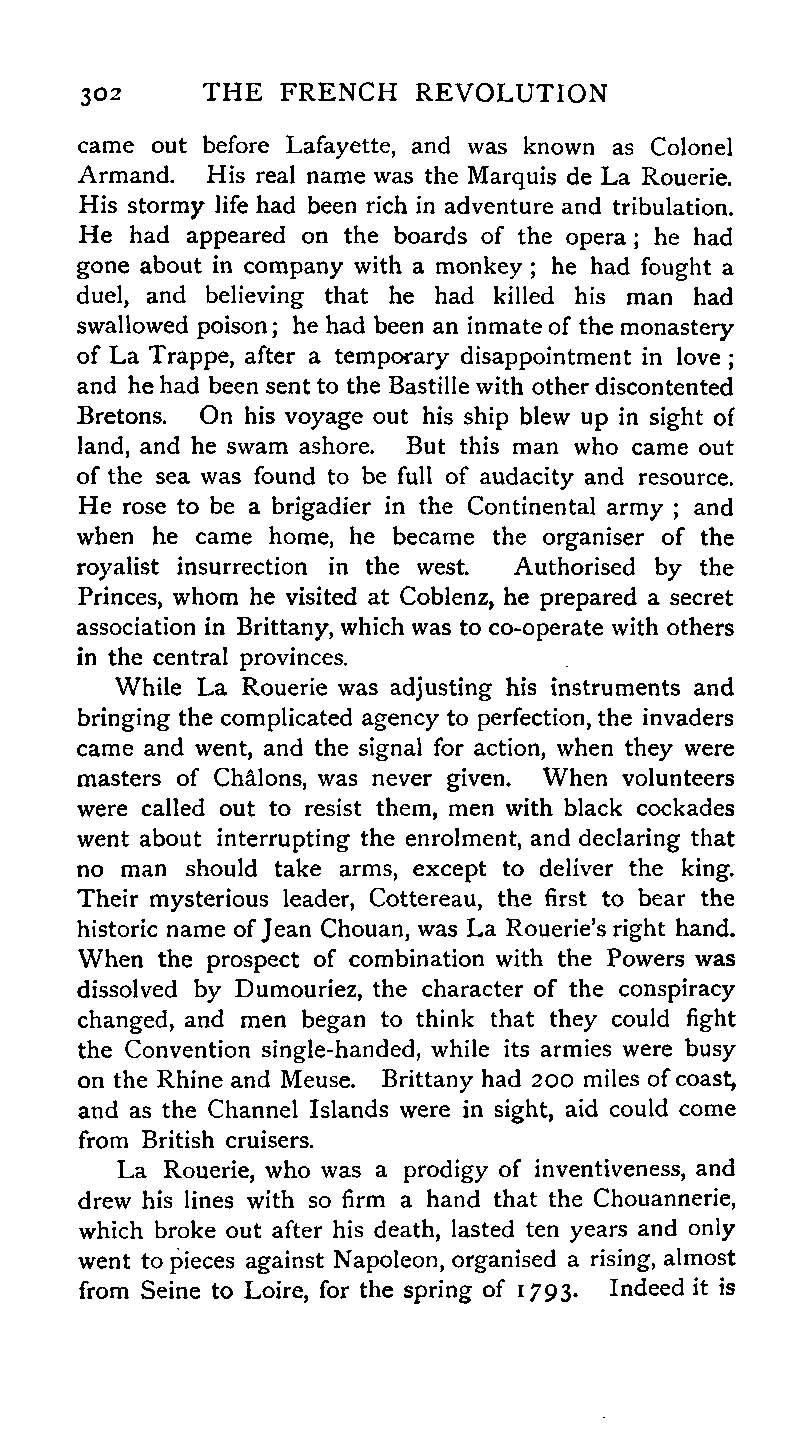 302 THE FRENCH REVOLUTION
came out before Lafayette, and was known as Colonel
Armand. His real name was the Marquis de La Rouerie.
His stormy life had been rich in adventure and tribulation.
He had appeared on the boards of the opera; he had
gone about in company with a monkey; he had fought a
duel, and believing that he had killed his man had
swallowed poison; he had been an inmate of the monastery
of La Trappe, after a temporary disappointment in love;
and he had been sent to the Bastille with other discontented
Bretons. On his voyage out his ship blew up in sight of
land, and he swam ashore. But this man who came out
of the sea was found to be full of audacity and resource.
He rose to be a brigadier in the Continental army; and
when he came home, he became the organiser of the
royalist insurrection in the west. Authorised by the
Princes, whom he visited at Coblenz, he prepared a secret
association in Brittany, which was to co-operate with others
in the central provinces.
While La Rouerie was adjusting his instruments and
bringing the complicated agency to perfection, the invaders
came and went, and the signal for action, when they were
masters of Châlons, was never given. When volunteers
were called out to resist them, men with black cockades
went about interrupting the enrolment, and declaring that
no man should take arms, except to deliver the king.
Their mysterious leader, Cottereau, the first to bear the
historic name of Jean Chouan, was La Rouerie's right hand.
When the prospect of combination with the Powers was
dissolved by Dumouriez, the character of the conspiracy
changed, and men began to think that they could fight
the Convention single-handed, while its armies were busy
on the Rhine and Meuse. Brittany had 200 miles of coast,
and as the Channel Islands were in sight, aid could come
from British cruisers.
La Rouerie, who was a prodigy of inventiveness, and
drew his lines with so firm a hand that the Chouannerie,
which broke out after his death, lasted ten years and only
went to pieces against Napoleon, organised a rising, almost
from Seine to Loire, for the spring of 1793. Indeed it is